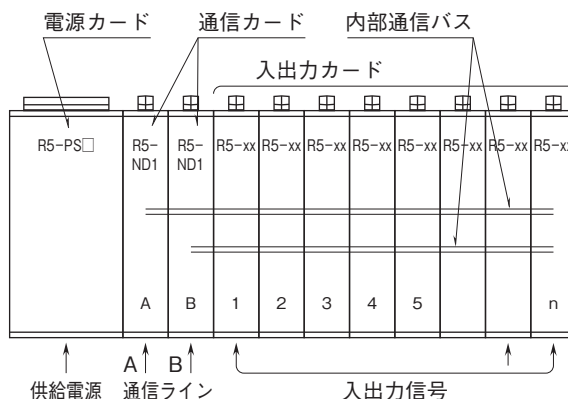 電源カード 通信カード 内部通信バス
入出力カード
R5-PS□ R5-ND1 R5-ND1 R5-xx R5-xx R5-xx R5-xx R5-xx R5-xx R5-xx R5-xx
A B 1 2 3 4 5 n
A B
供給電源 通信ライン 入出力信号